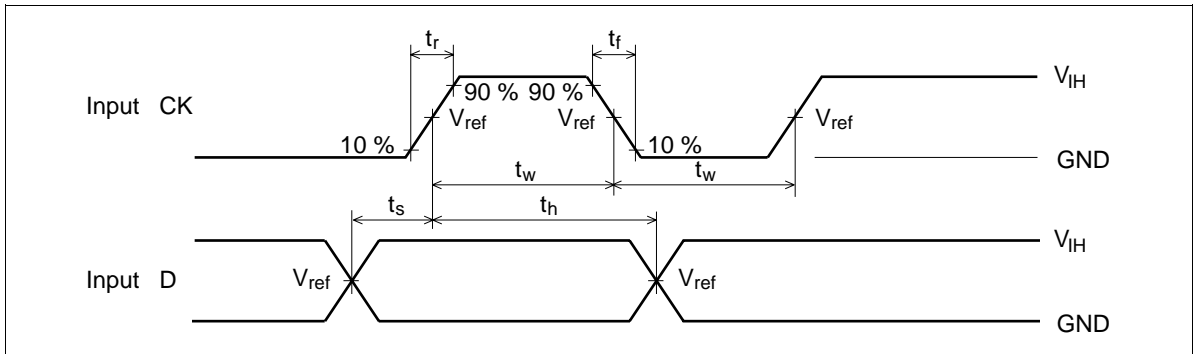 tr tf
Input CK 90 % 90 % VIH
Vref Vref Vref
10 % 10 % GND
tw tw
ts th
Input D Vref Vref VIH
GND